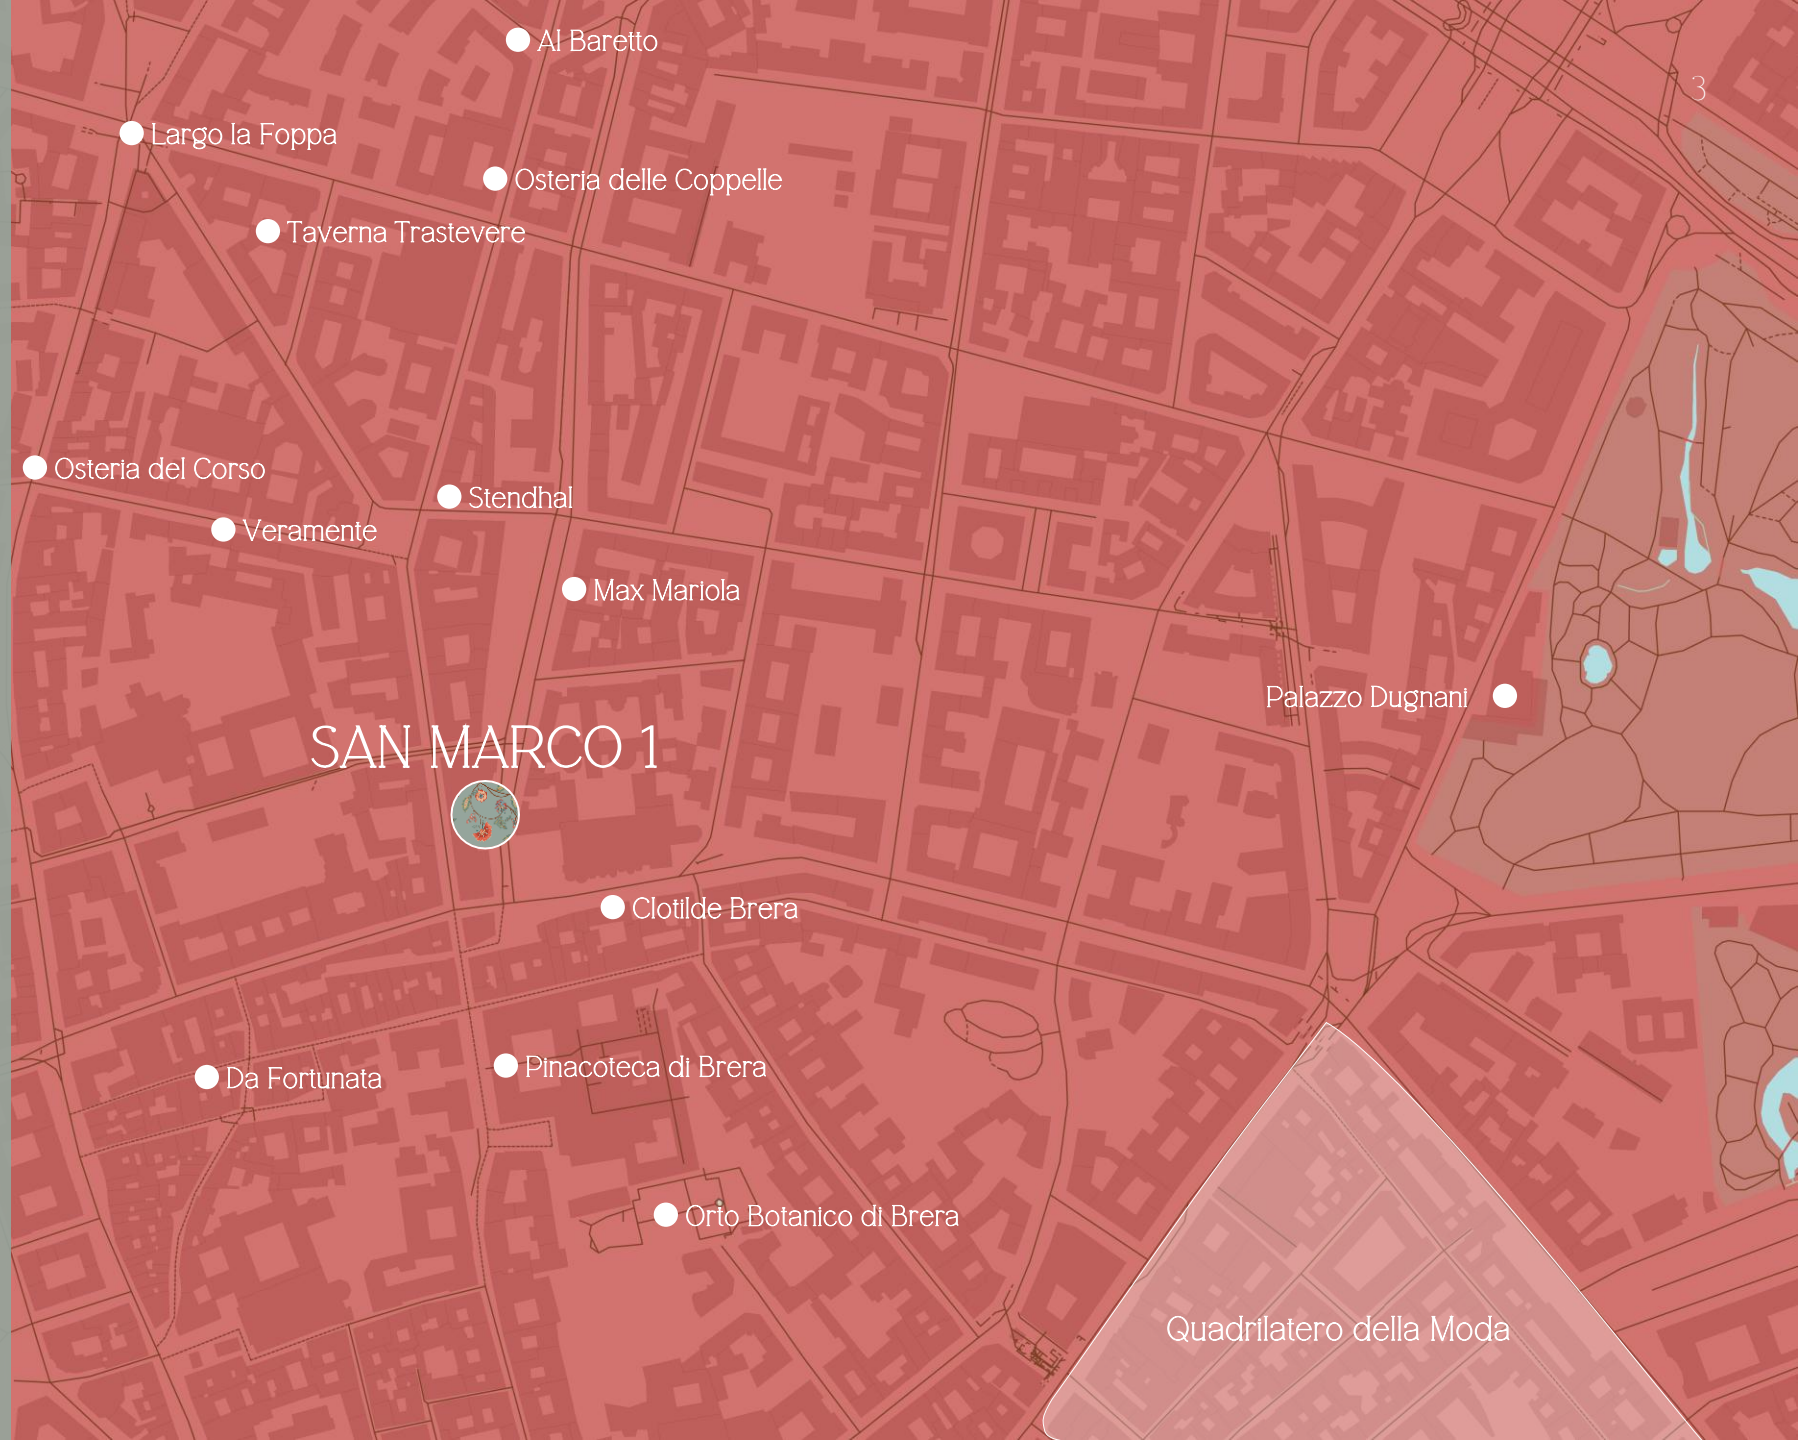 Al Baretto
3
Largo la Foppa
Osteria delle Coppelle
Taverna Trastevere
Osteria del Corso
Stendhal
Veramente
Max Mariola
Palazzo Dugnani
SAN MARCO 1
Clotilde Brera
Pinacoteca di Brera
Da Fortunata
Orto Botanico di Brera
Quadrilatero della Moda